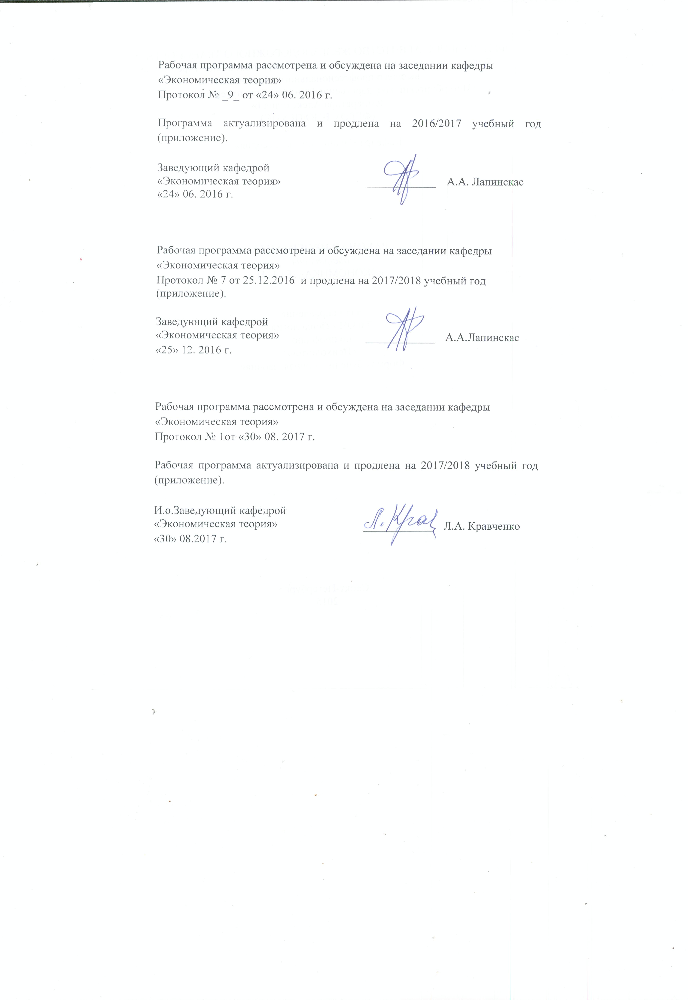 Рабочая программа рассмотрена и обсуждена на заседании кафедры
«Экономическая теория»
Протокол № _9_ от «24» 06. 2016 г.
Программа актуализирована и продлена на 2016/2017 учебный год
(приложение).
Заведующий кафедрой
«Экономическая теория» А.А. Лапинскас
«24» 06. 2016 г.
Рабочая программа рассмотрена и обсуждена на заседании кафедры
«Экономическая теория»
Протокол № 7 от 25.12.2016 и продлена на 2017/2018 учебный год
(приложение).
Заведующий кафедрой
«Экономическая теория» А.А.Лапинскас
«25» 12. 2016 г.
Рабочая программа рассмотрена и обсуждена на заседании кафедры
«Экономическая теория»
Протокол № 1от «30» 08. 2017 г.
Рабочая программа актуализирована и продлена на 2017/2018 учебный год
(приложение).
И.о.Заведующий кафедрой
«Экономическая теория» Л.А. Кравченко
«30» 08.2017 г.